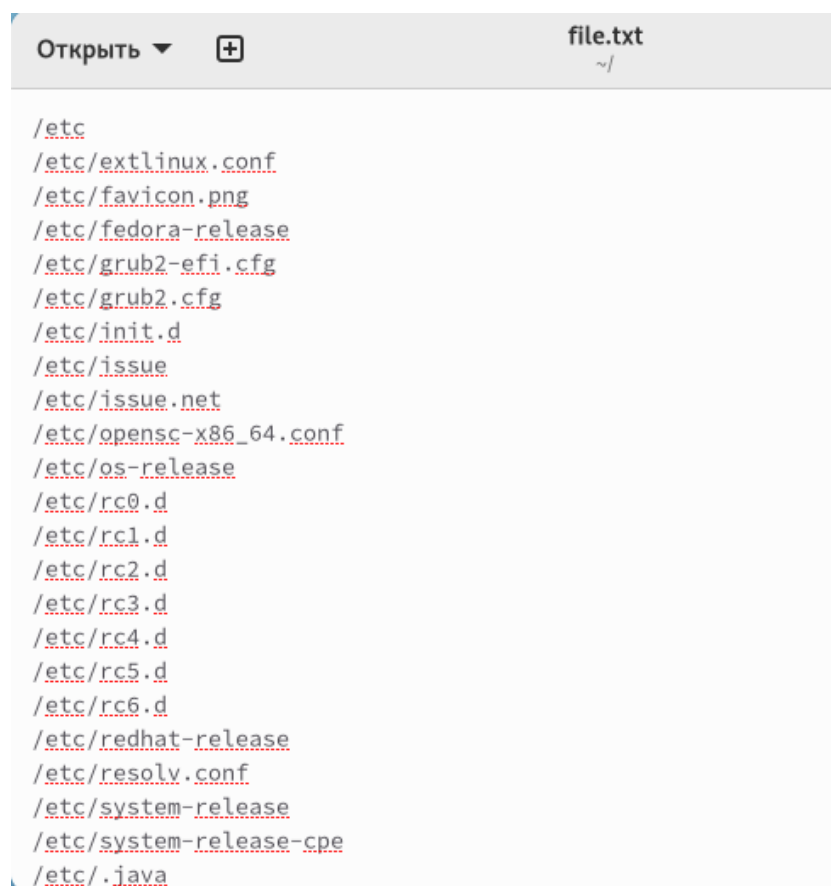 Открыть
file.txt
~/
/etc
/etc/extlinux.conf
/etc/favicon.png
/etc/fedora-release
/etc/grub2-efi.cfg
/etc/grub2.cfg
/etc/init.d
/etc/issue
/etc/issue.net
/etc/opensc-x86_64.conf
/etc/os-release
/etc/rc0.d
/etc/rc1.d
/etc/rc2.d
/etc/rc3.d
/etc/rc4.d
/etc/rc5.d
/etc/rc6.d
/etc/redhat-release
/etc/resolv.conf
/etc/system-release
/etc/system-release-cpe
/etc/.java